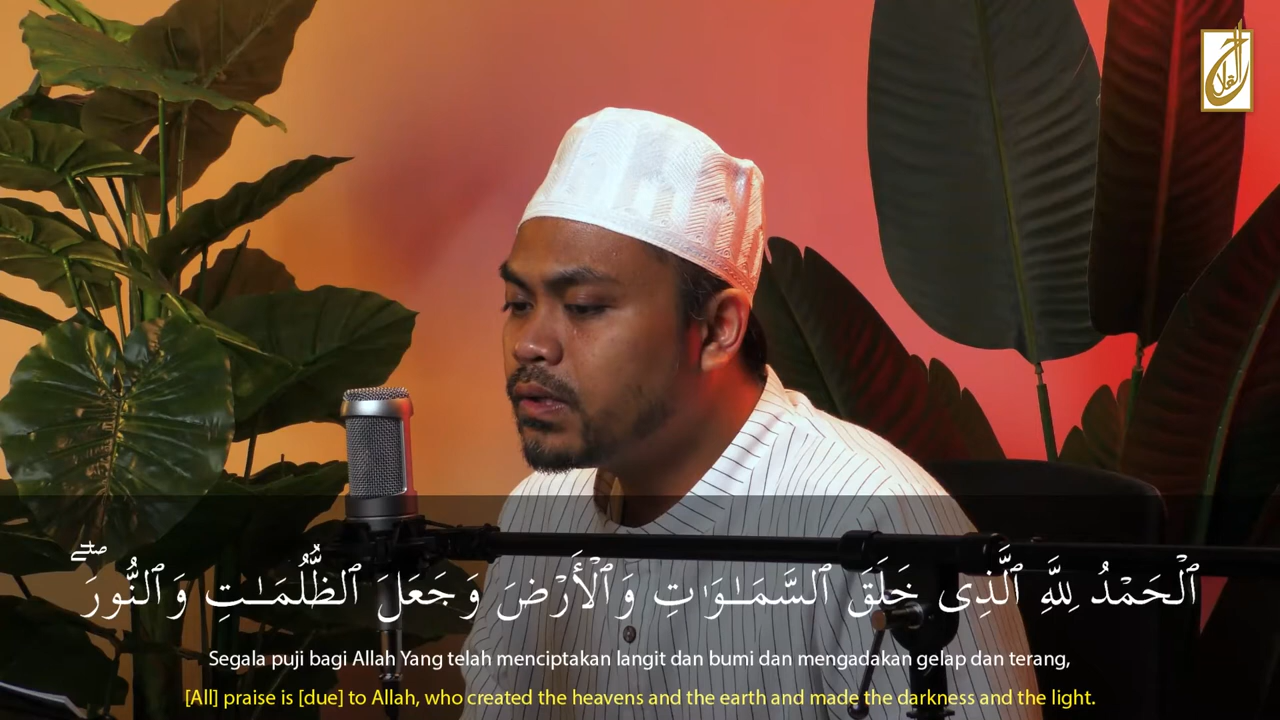 العلا
ٱلْحَمْدُ لِلَّهِ ٱلَّذِى خَلَقَ ٱلسَّمَـٰوَٰتِ وَٱلْأَرْضَ وَجَعَلَ ٱلظُّلُمَـٰتِ وَٱلنُّورَ ۖ
Segala puji bagi Allah Yang telah menciptakan langit dan bumi dan mengadakan gelap dan terang,
[All] praise is [due] to Allah, who created the heavens and the earth and made the darkness and the light.